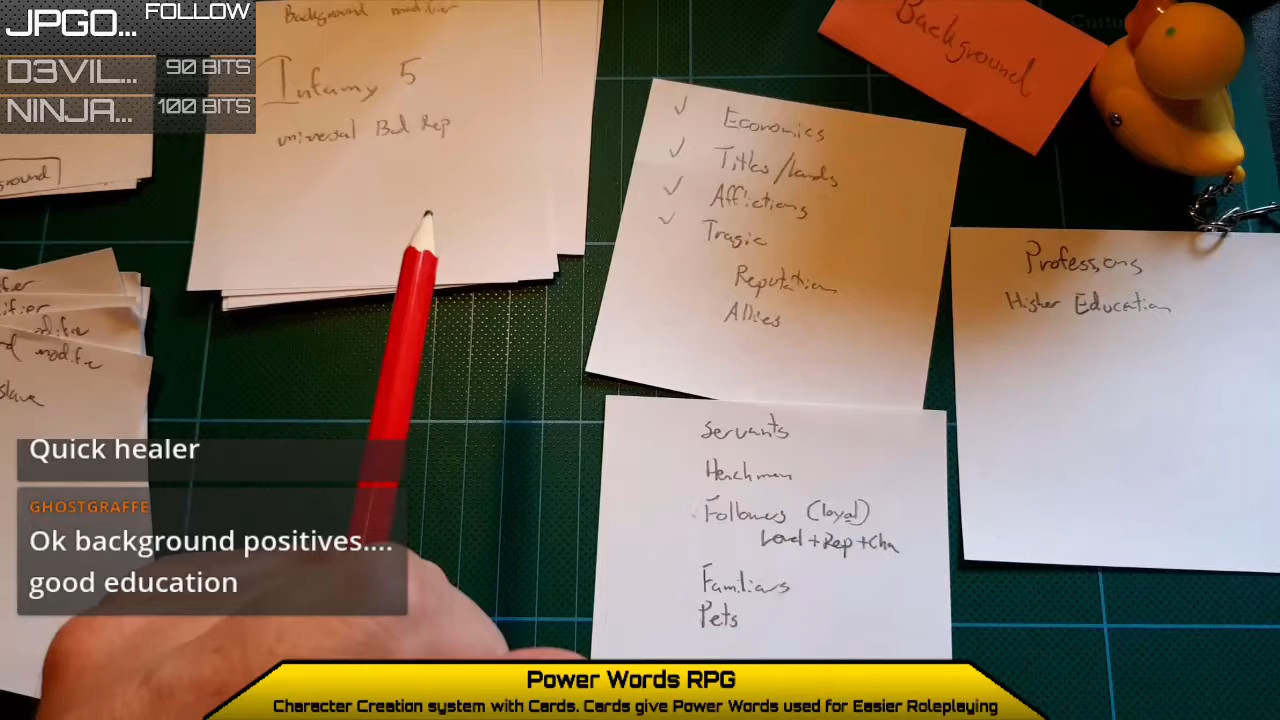 JPGO... FOLLOW
D3VIL... 90 BITS
NINJA... 100 BITS
Background modifier
Infamy 5
universal Bad Rep
Background
✓ Economics
✓ Titles/Lands
✓ Afflictions
✓ Tragic
Reputation
Allies
Professions
Higher Education
Servants
Henchmen
Followers (loyal)
Level + Rep + Cha
Familiars
Pets
modifie
slave
Quick healer
GHOSTGRAFFE
Ok background positives....
good education
Power Words RPG
Character Creation system with Cards. Cards give Power Words used for Easier Roleplaying